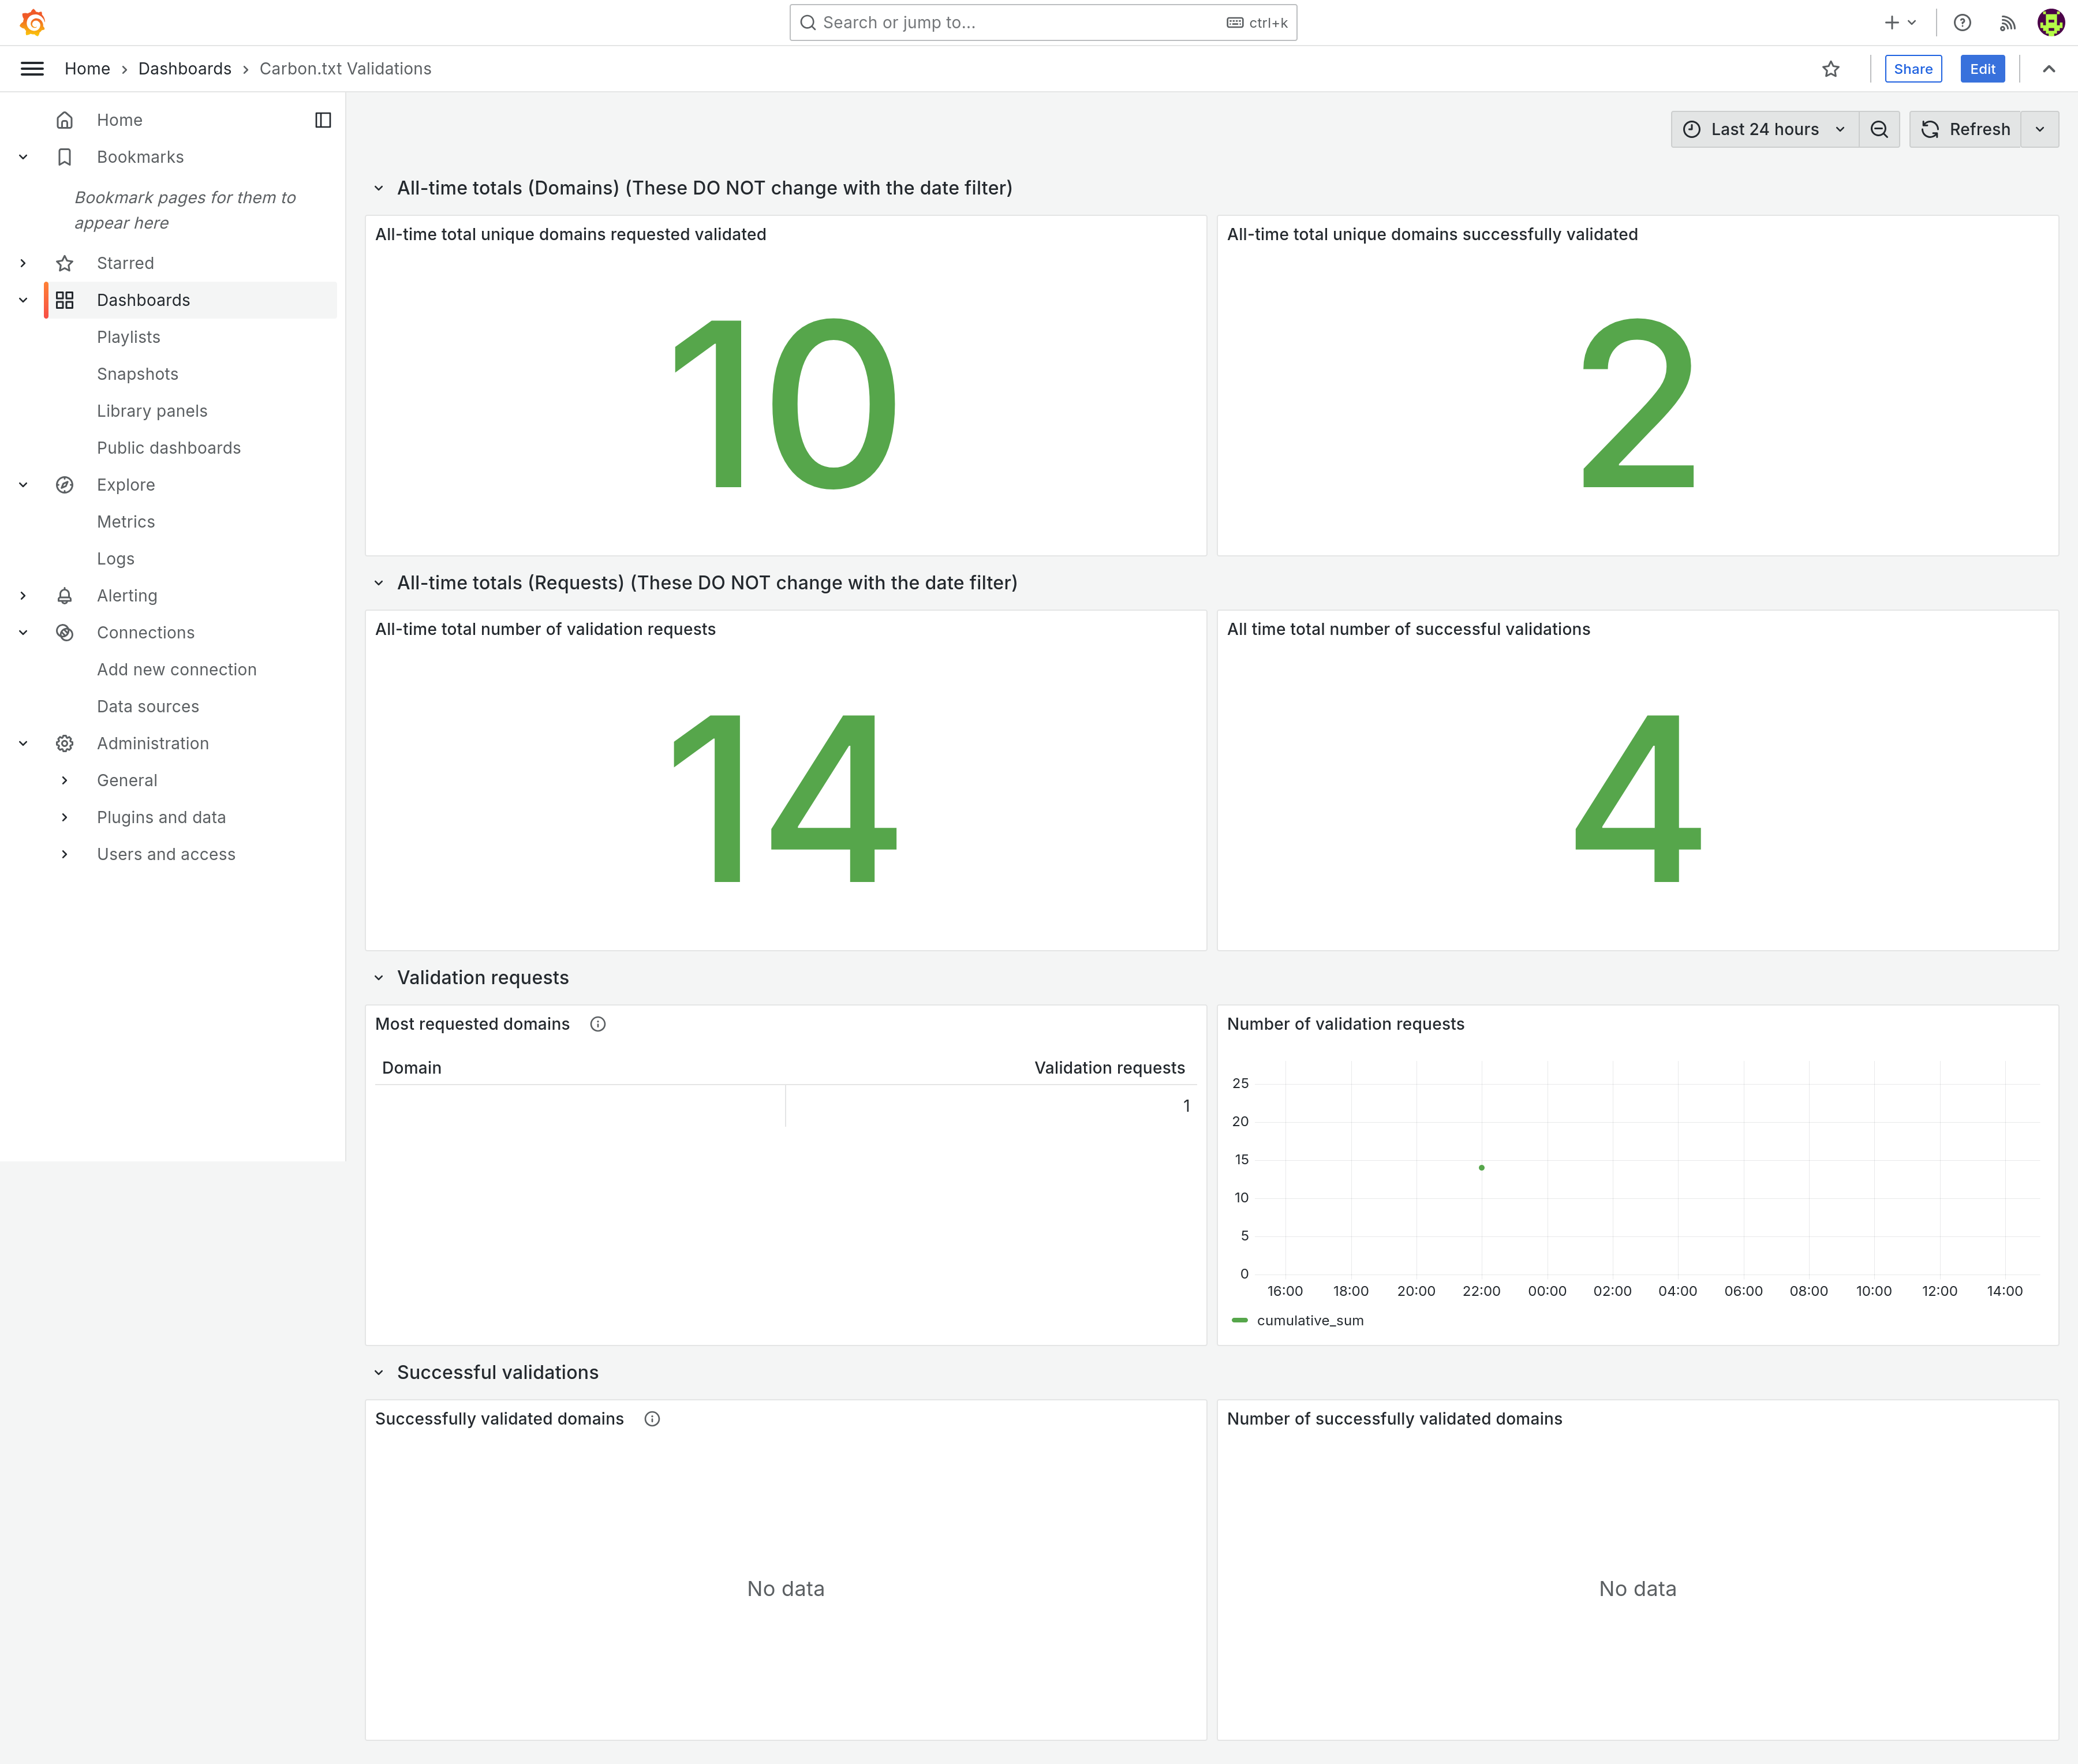 Search or jump to...
ctrl+k
Home
Dashboards
Carbon.txt Validations
Share
Edit
Home
Bookmarks
Bookmark pages for them to
appear here
Starred
Dashboards
Playlists
Snapshots
Library panels
Public dashboards
Explore
Metrics
Logs
Alerting
Connections
Add new connection
Data sources
Administration
General
Plugins and data
Users and access
Last 24 hours
Refresh
All-time totals (Domains) (These DO NOT change with the date filter)
All-time total unique domains requested validated
10
All-time total unique domains successfully validated
2
All-time totals (Requests) (These DO NOT change with the date filter)
All-time total number of validation requests
14
All time total number of successful validations
4
Validation requests
Most requested domains
Domain
Validation requests
1
Number of validation requests
25
20
15
10
5
0
16:00 18:00 20:00 22:00 00:00 02:00 04:00 06:00 08:00 10:00 12:00 14:00
cumulative_sum
Successful validations
Successfully validated domains
No data
Number of successfully validated domains
No data